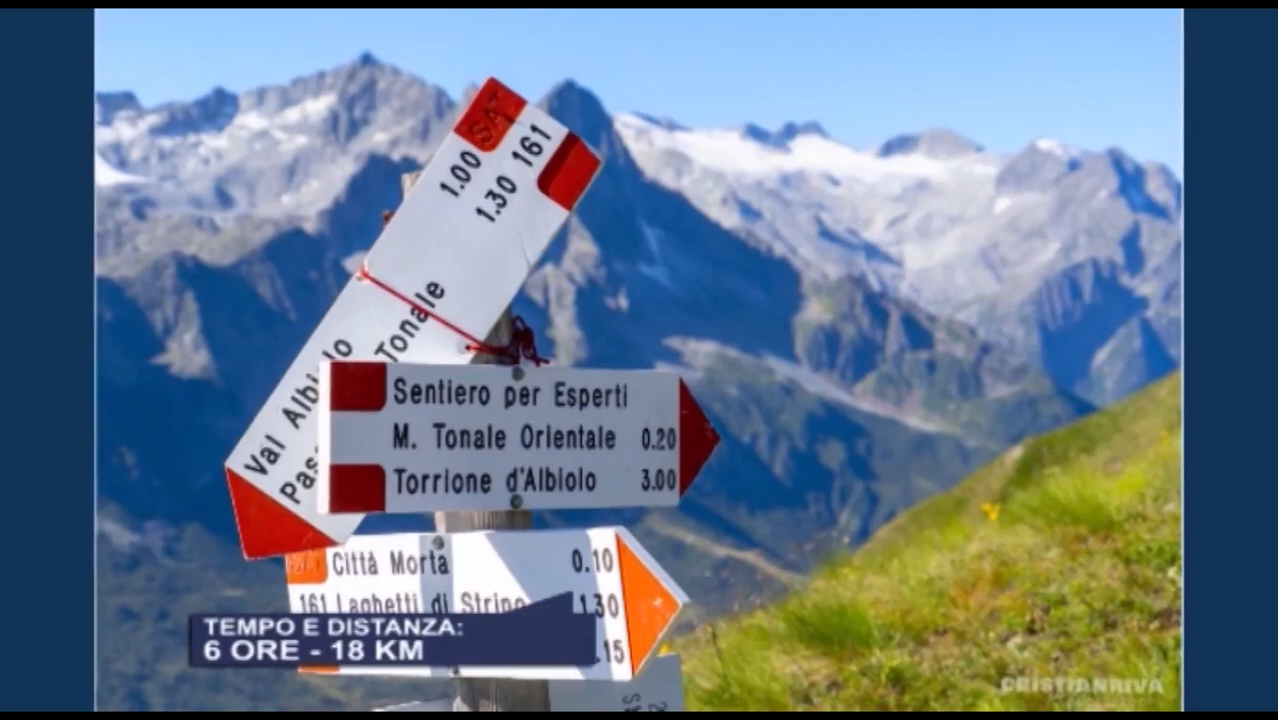 SAT
1.00
1.30 161
Val Albiolo
Tonale
Sentiero per Esperti
M. Tonale Orientale 0.20
Torrione d'Albiolo 3.00
Città Morta 0.10
161 Laghetti di Strino 1.30
.15
TEMPO E DISTANZA:
6 ORE - 18 KM
CRISTIANRIVA